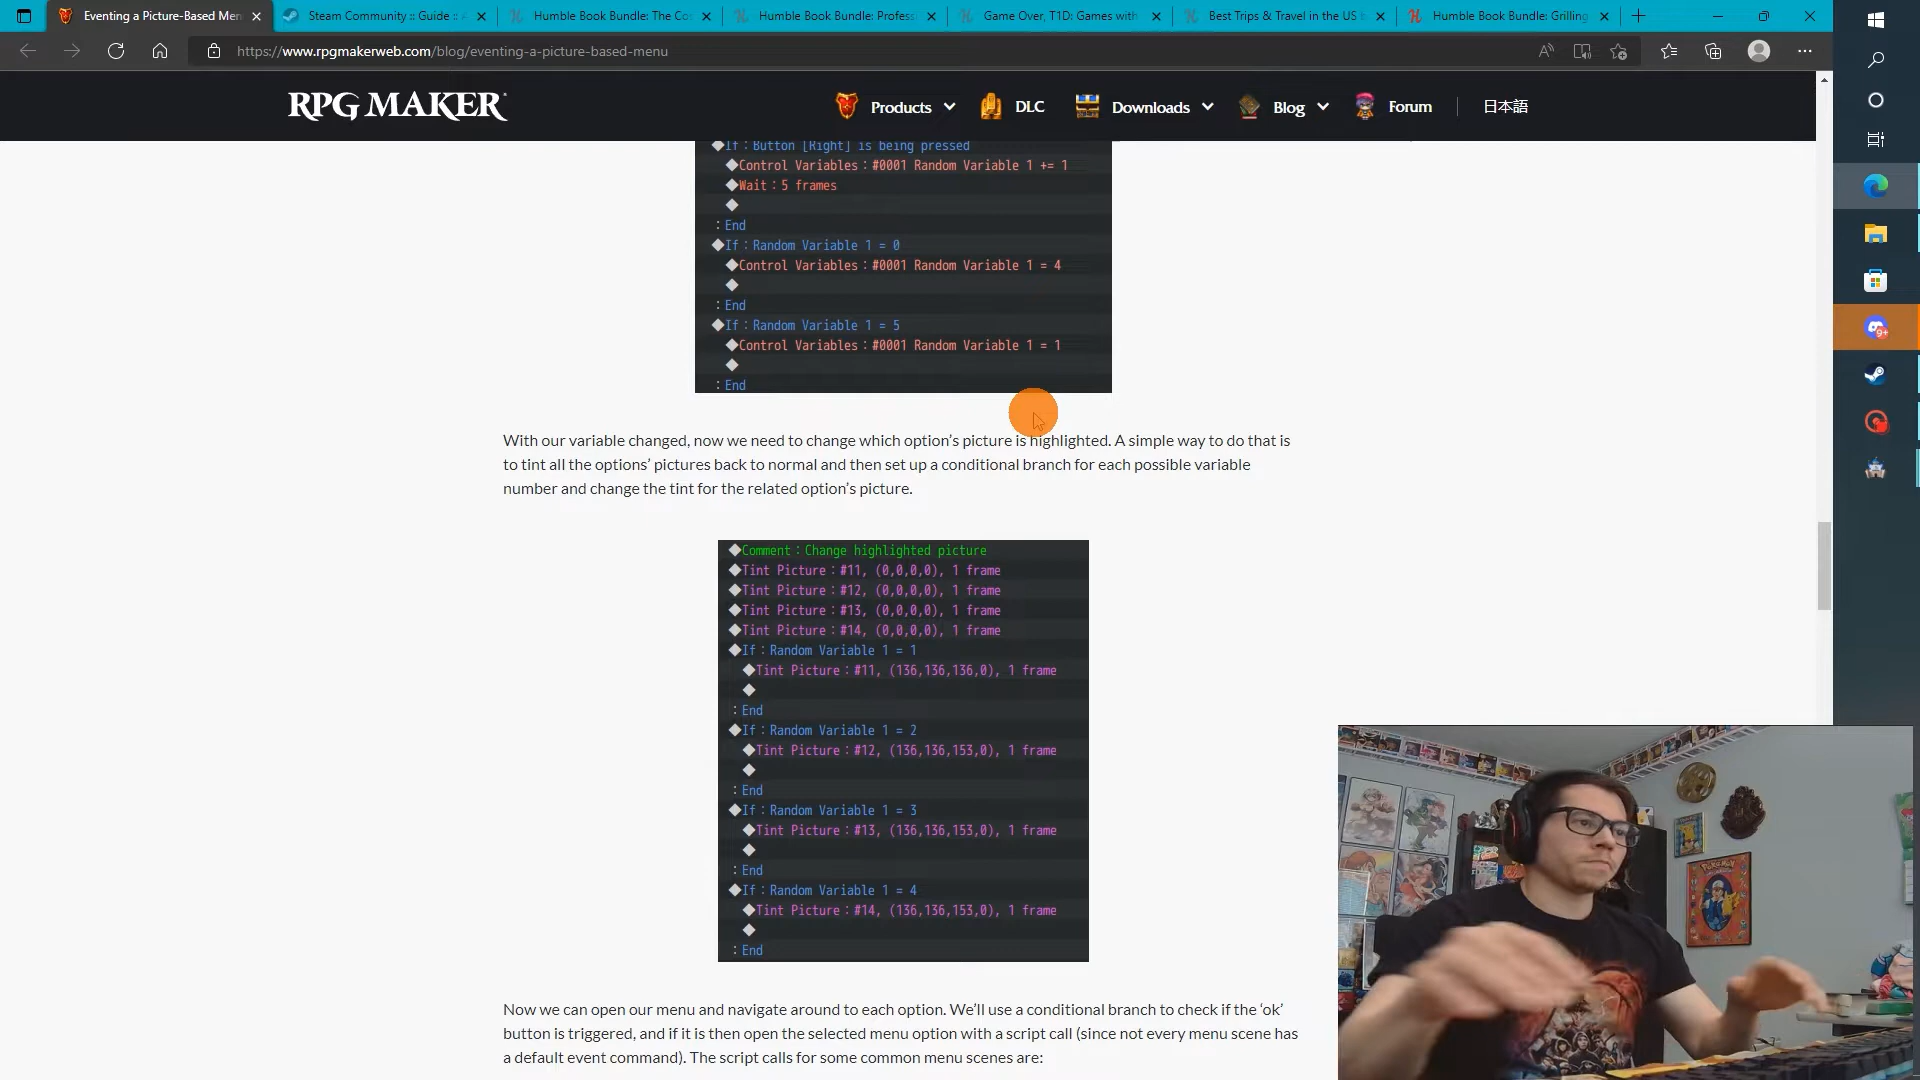 Eventing a Picture-Based Men
Steam Community :: Guide :: A
Humble Book Bundle: The Co
Humble Book Bundle: Profess
Game Over, T1D: Games with
Best Trips & Travel in the US
Humble Book Bundle: Grilling
https://www.rpgmakerweb.com/blog/eventing-a-picture-based-menu
RPG MAKER
Products
DLC
Downloads
Blog
Forum
日本語
◆If：Button [Right] is being pressed
◆Control Variables：#0001 Random Variable 1 += 1
◆Wait：5 frames
◆
：End
◆If：Random Variable 1 = 0
◆Control Variables：#0001 Random Variable 1 = 4
◆
：End
◆If：Random Variable 1 = 5
◆Control Variables：#0001 Random Variable 1 = 1
◆
：End
With our variable changed, now we need to change which option’s picture is highlighted. A simple way to do that is
to tint all the options’ pictures back to normal and then set up a conditional branch for each possible variable
number and change the tint for the related option’s picture.
◆Comment：Change highlighted picture
◆Tint Picture：#11, (0,0,0,0), 1 frame
◆Tint Picture：#12, (0,0,0,0), 1 frame
◆Tint Picture：#13, (0,0,0,0), 1 frame
◆Tint Picture：#14, (0,0,0,0), 1 frame
◆If：Random Variable 1 = 1
◆Tint Picture：#11, (136,136,136,0), 1 frame
◆
：End
◆If：Random Variable 1 = 2
◆Tint Picture：#12, (136,136,153,0), 1 frame
◆
：End
◆If：Random Variable 1 = 3
◆Tint Picture：#13, (136,136,153,0), 1 frame
◆
：End
◆If：Random Variable 1 = 4
◆Tint Picture：#14, (136,136,153,0), 1 frame
◆
：End
Now we can open our menu and navigate around to each option. We’ll use a conditional branch to check if the ‘ok’
button is triggered, and if it is then open the selected menu option with a script call (since not every menu scene has
a default event command). The script calls for some common menu scenes are:
9+